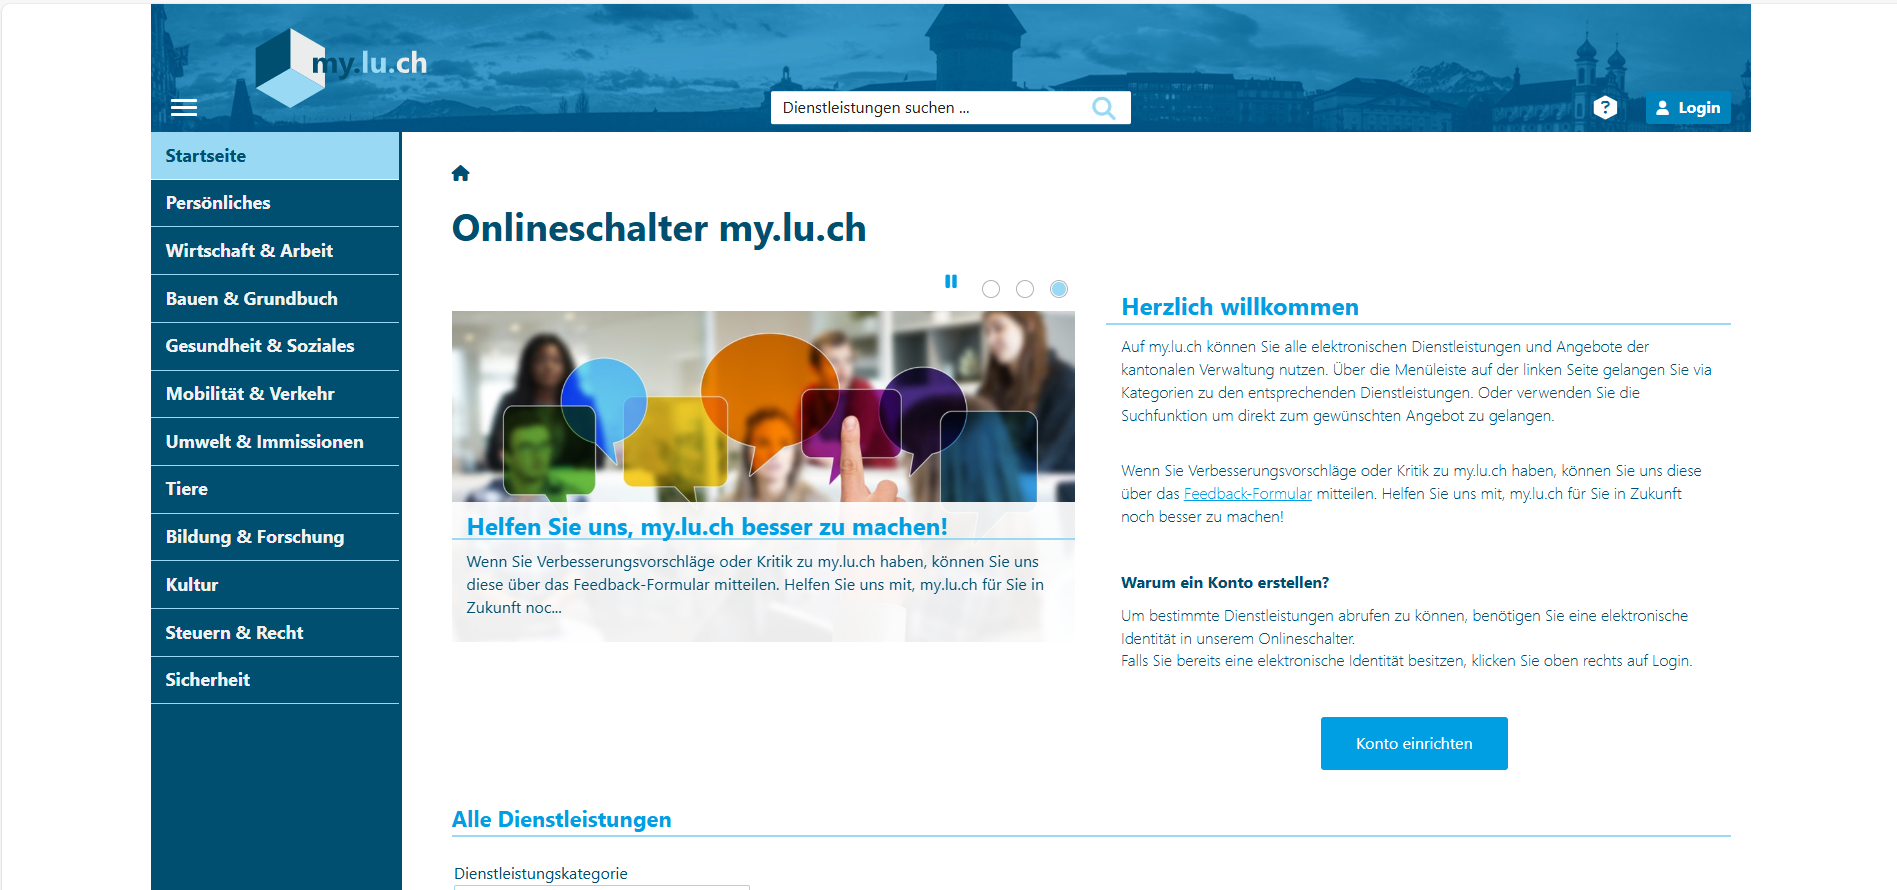 my.lu.ch
Dienstleistungen suchen ...
?
Login
Startseite
Persönliches
Wirtschaft & Arbeit
Bauen & Grundbuch
Gesundheit & Soziales
Mobilität & Verkehr
Umwelt & Immissionen
Tiere
Bildung & Forschung
Kultur
Steuern & Recht
Sicherheit
Onlineschalter my.lu.ch
Helfen Sie uns, my.lu.ch besser zu machen!
Wenn Sie Verbesserungsvorschläge oder Kritik zu my.lu.ch haben, können Sie uns
diese über das Feedback-Formular mitteilen. Helfen Sie uns mit, my.lu.ch für Sie in
Zukunft noc...
Herzlich willkommen
Auf my.lu.ch können Sie alle elektronischen Dienstleistungen und Angebote der
kantonalen Verwaltung nutzen. Über die Menüleiste auf der linken Seite gelangen Sie via
Kategorien zu den entsprechenden Dienstleistungen. Oder verwenden Sie die
Suchfunktion um direkt zum gewünschten Angebot zu gelangen.
Wenn Sie Verbesserungsvorschläge oder Kritik zu my.lu.ch haben, können Sie uns diese
über das Feedback-Formular mitteilen. Helfen Sie uns mit, my.lu.ch für Sie in Zukunft
noch besser zu machen!
Warum ein Konto erstellen?
Um bestimmte Dienstleistungen abrufen zu können, benötigen Sie eine elektronische
Identität in unserem Onlineschalter.
Falls Sie bereits eine elektronische Identität besitzen, klicken Sie oben rechts auf Login.
Konto einrichten
Alle Dienstleistungen
Dienstleistungskategorie